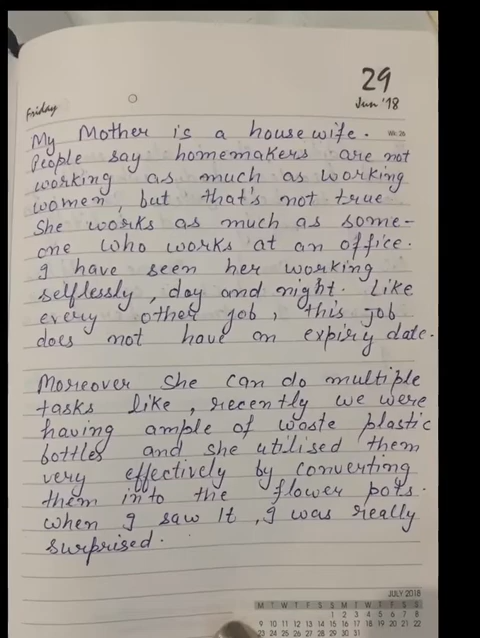 29
Friday
Jun '18
Wk-26
My Mother is a housewife.
People say homemakers are not
working as much as working
women, but that's not true
She works as much as some-
one who works at an office.
I have seen her working
selflessly, day and night. Like
every other job, this job
does not have an expiry date.
Moreover she can do multiple
tasks like, recently we were
having ample of waste plastic
bottles and she utilised them
very effectively by converting
them into the flower pots.
when I saw It, I was really
surprised.
JULY 2018
M T W T F S S M T W T F S S
1 2 3 4 5 6 7 8
9 10 11 12 13 14 15 16 17 18 19 20 21 22
23 24 25 26 27 28 29 30 31